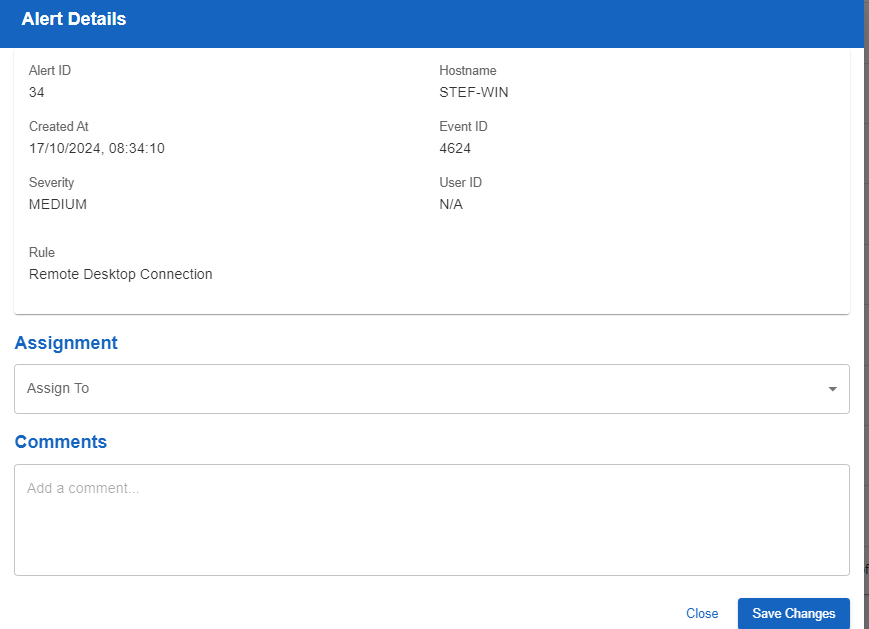 Alert Details
Alert ID
34
Hostname
STEF-WIN
Created At
17/10/2024, 08:34:10
Event ID
4624
Severity
MEDIUM
User ID
N/A
Rule
Remote Desktop Connection
Assignment
Assign To
Comments
Add a comment...
Close
Save Changes